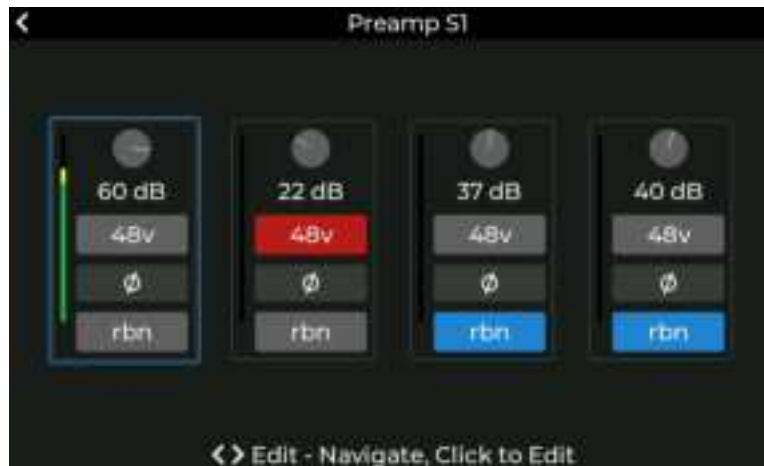 < Preamp S1
60 dB 22 dB 37 dB 40 dB
48v 48v 48v 48v
ø ø ø ø
rbn rbn rbn rbn
<> Edit - Navigate, Click to Edit